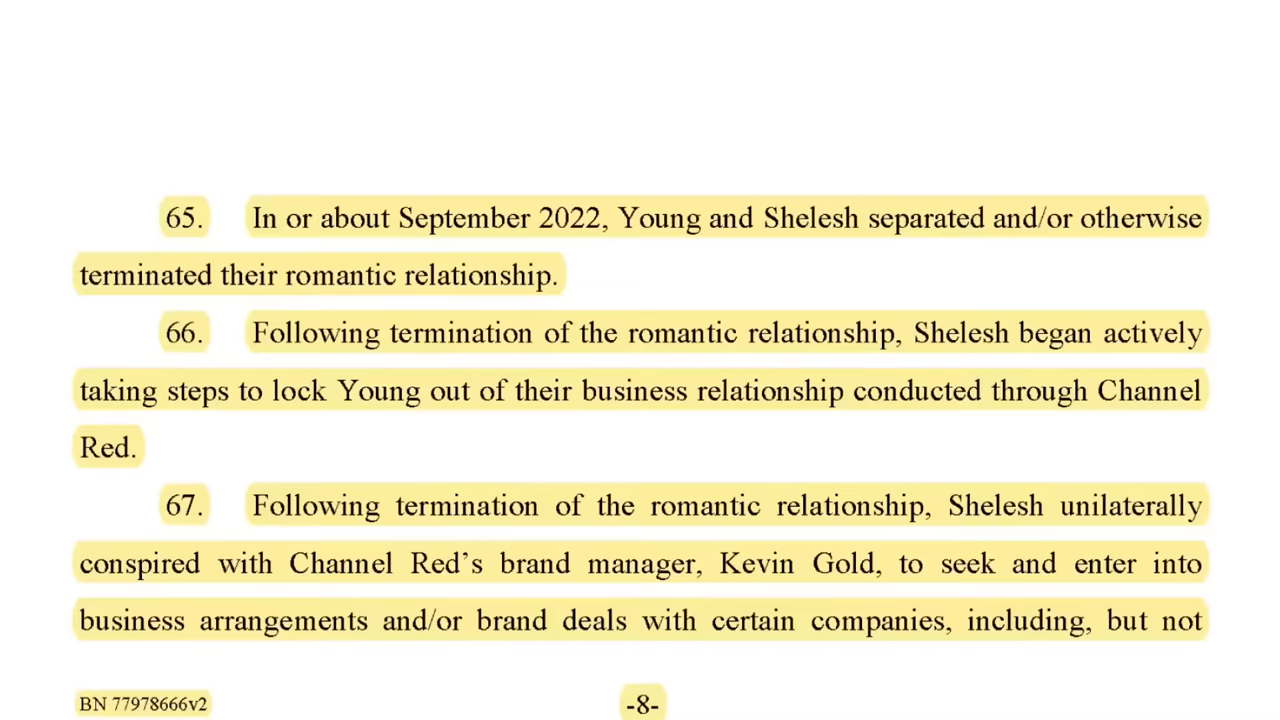 65. In or about September 2022, Young and Shelesh separated and/or otherwise
terminated their romantic relationship.
66. Following termination of the romantic relationship, Shelesh began actively
taking steps to lock Young out of their business relationship conducted through Channel
Red.
67. Following termination of the romantic relationship, Shelesh unilaterally
conspired with Channel Red’s brand manager, Kevin Gold, to seek and enter into
business arrangements and/or brand deals with certain companies, including, but not
BN 77978666v2 -8-